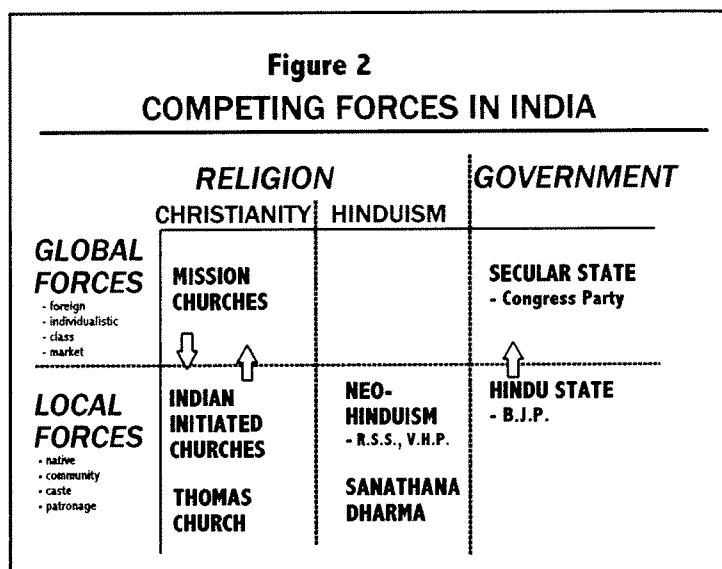 Figure 2
COMPETING FORCES IN INDIA
RELIGION
GOVERNMENT
CHRISTIANITY
HINDUISM
GLOBAL
FORCES
- foreign
- individualistic
- class
- market
MISSION
CHURCHES
SECULAR STATE
- Congress Party
LOCAL
FORCES
- native
- community
- caste
- patronage
INDIAN
INITIATED
CHURCHES
THOMAS
CHURCH
NEO-
HINDUISM
- R.S.S., V.H.P.
SANATHANA
DHARMA
HINDU STATE
- B.J.P.